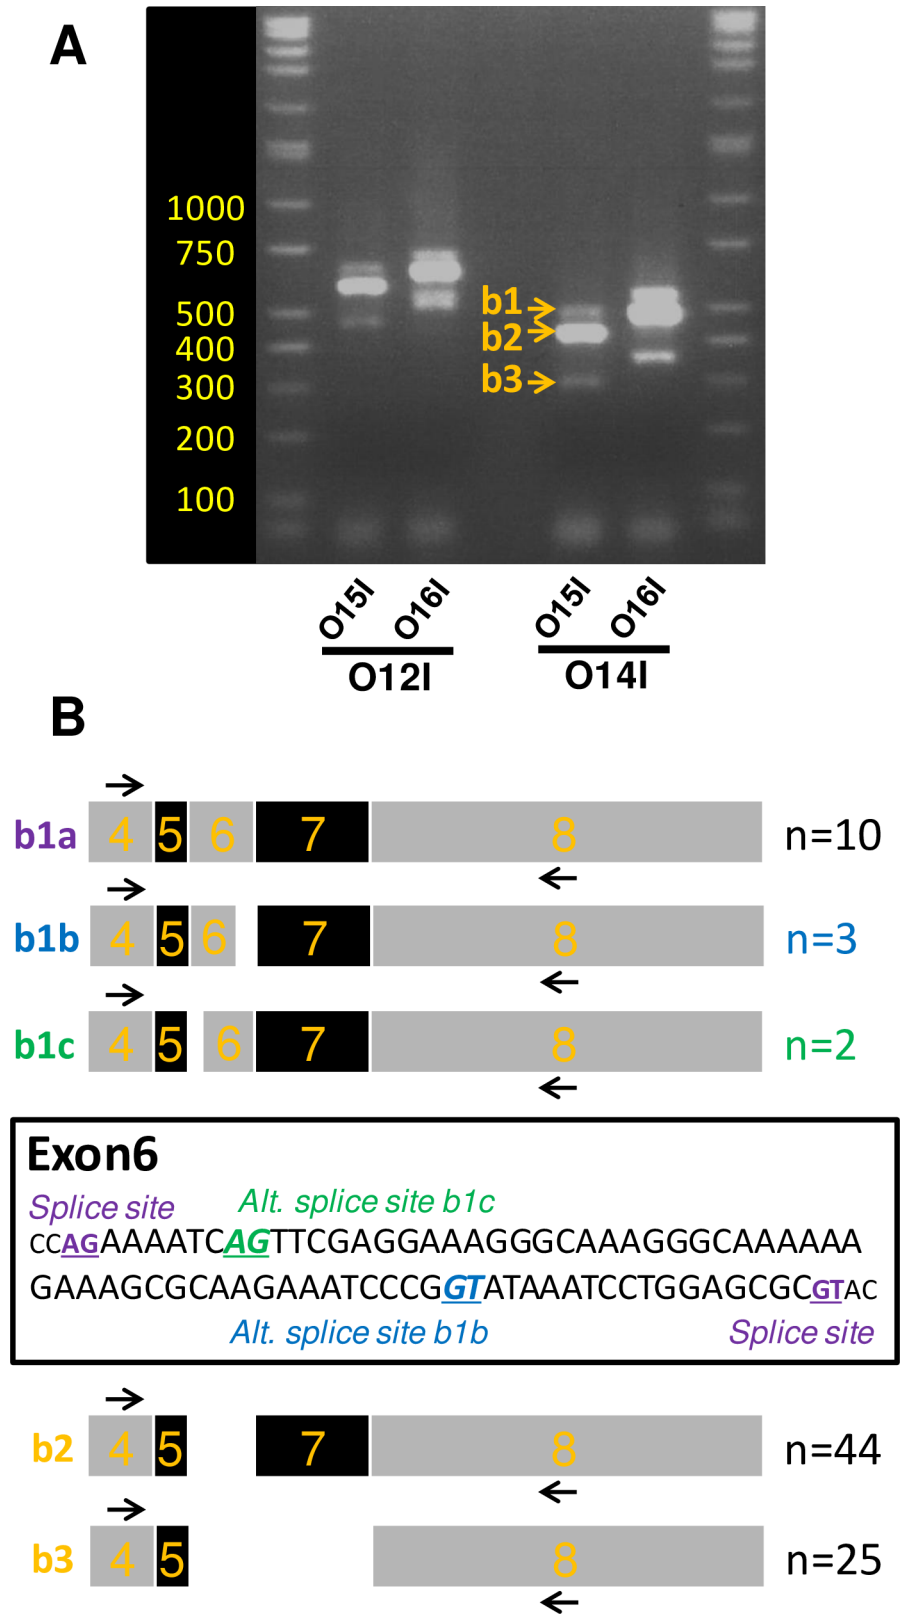 A
1000
750
500
400
300
200
100
b1
b2
b3
O15I O16I O15I O16I
O12I O14I
B
b1a 4 5 6 7 8 n=10
b1b 4 5 6 7 8 n=3
b1c 4 5 6 7 8 n=2
Exon6
Splice site Alt. splice site b1c
CCAGAAAATCAGTTCGAGGAAAGGGCAAAGGGCAAAAAA
GAAAGCGCAAGAAATCCCGGTATAAATCCTGGAGCGCGTAC
Alt. splice site b1b Splice site
b2 4 5 7 8 n=44
b3 4 5 8 n=25